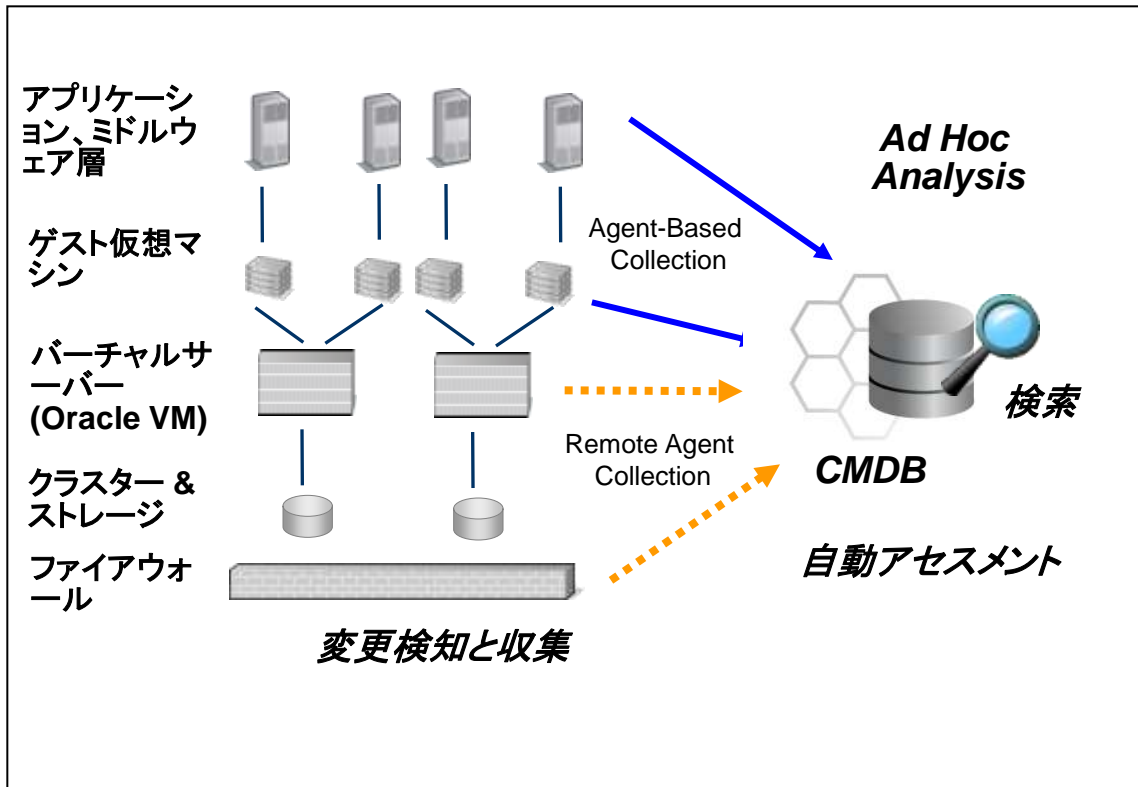 アプリケーシ
ョン、ミドルウ
ェア層
ゲスト仮想マ
シン
バーチャルサ
ーバー
(Oracle VM)
クラスター &
ストレージ
ファイアウォ
ール
変更検知と収集
Agent-Based
Collection
Remote Agent
Collection
Ad Hoc
Analysis
検索
CMDB
自動アセスメント